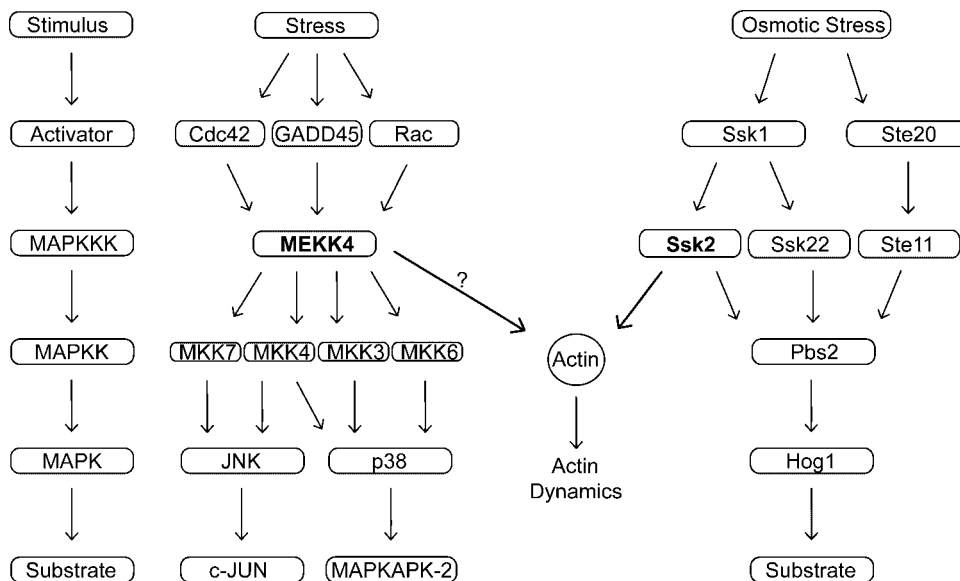 Stimulus Stress Osmotic Stress
Activator Cdc42 GADD45 Rac Ssk1 Ste20
MAPKKK MEKK4 Ssk2 Ssk22 Ste11
?
MAPKK MKK7 MKK4 MKK3 MKK6 Actin Pbs2
MAPK JNK p38 Actin Hog1
Dynamics
Substrate c-JUN MAPKAPK-2 Substrate